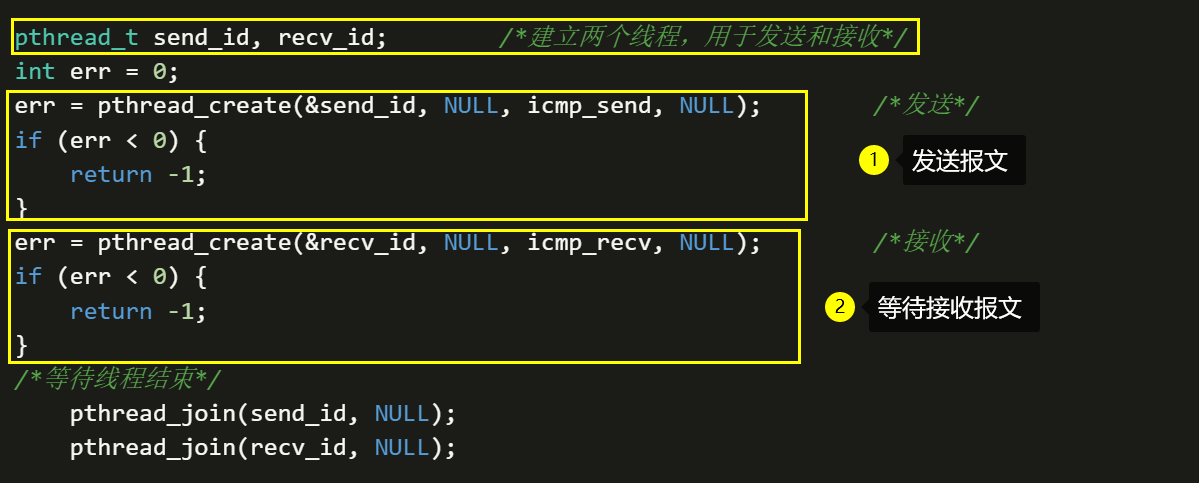 pthread_t send_id, recv_id; /*建立两个线程，用于发送和接收*/
int err = 0;
err = pthread_create(&send_id, NULL, icmp_send, NULL); /*发送*/
if (err < 0) {
1 发送报文
return -1;
}
err = pthread_create(&recv_id, NULL, icmp_recv, NULL); /*接收*/
if (err < 0) {
2 等待接收报文
return -1;
}
/*等待线程结束*/
pthread_join(send_id, NULL);
pthread_join(recv_id, NULL);